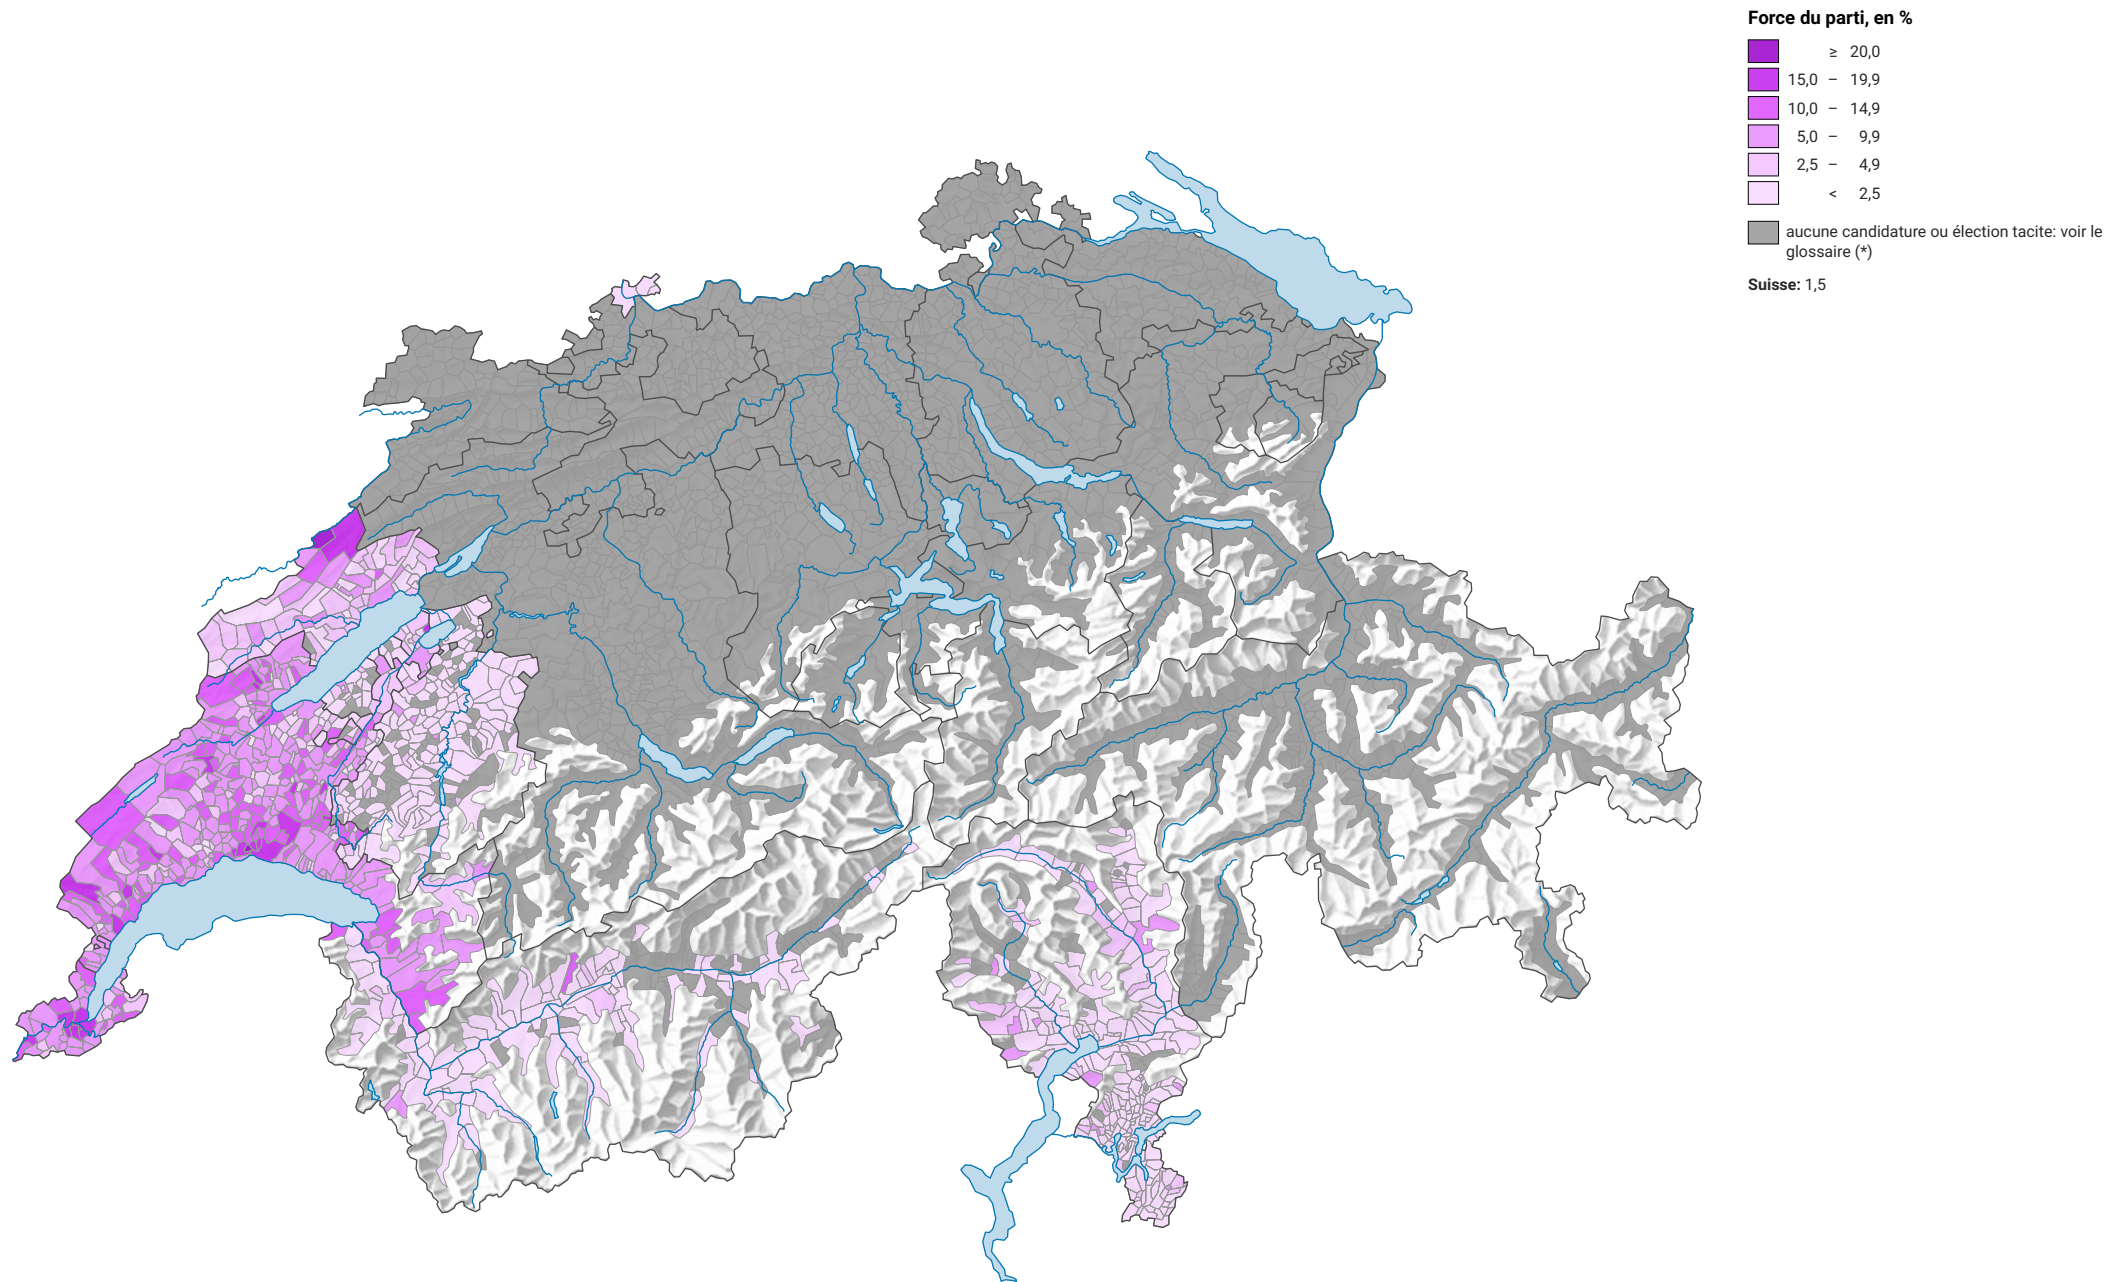 Force du parti, en %
≥ 20,0
15,0 – 19,9
10,0 – 14,9
5,0 – 9,9
2,5 – 4,9
< 2,5
aucune candidature ou élection tacite: voir le
glossaire (*)
Suisse: 1,5